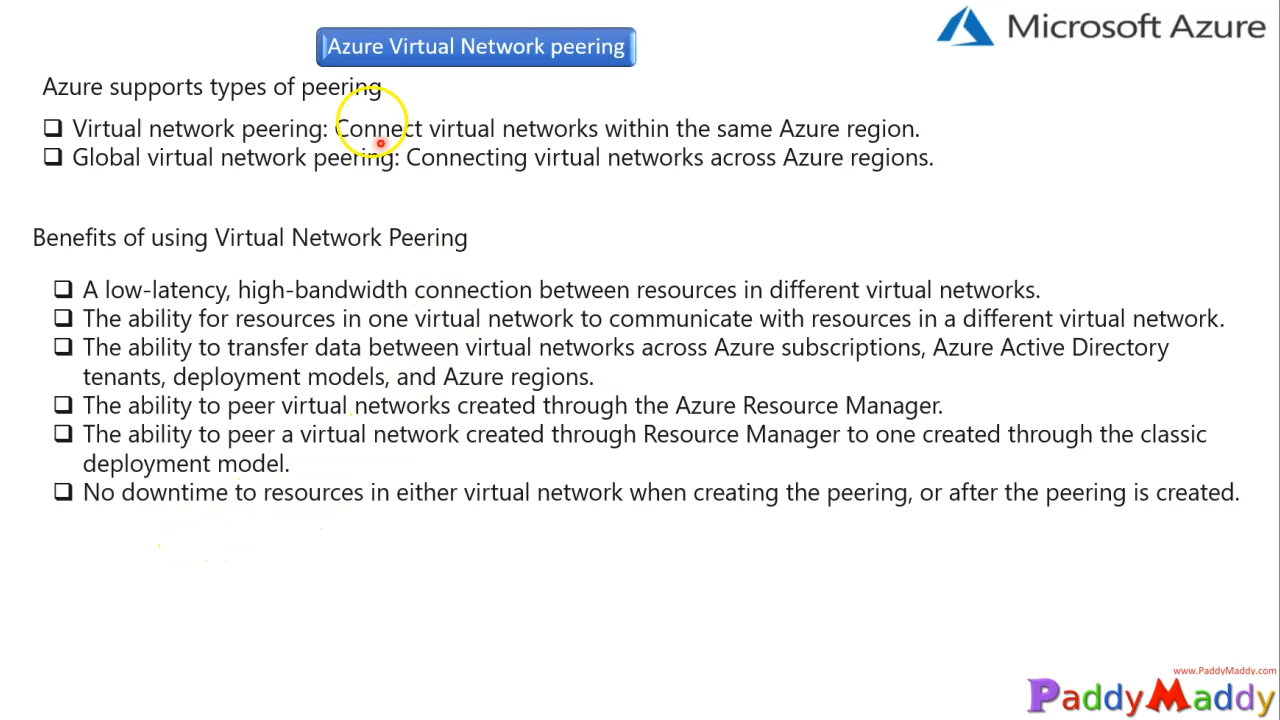 Microsoft Azure
Azure Virtual Network peering
Azure supports types of peering
❑ Virtual network peering: Connect virtual networks within the same Azure region.
❑ Global virtual network peering: Connecting virtual networks across Azure regions.
Benefits of using Virtual Network Peering
❑ A low-latency, high-bandwidth connection between resources in different virtual networks.
❑ The ability for resources in one virtual network to communicate with resources in a different virtual network.
❑ The ability to transfer data between virtual networks across Azure subscriptions, Azure Active Directory
tenants, deployment models, and Azure regions.
❑ The ability to peer virtual networks created through the Azure Resource Manager.
❑ The ability to peer a virtual network created through Resource Manager to one created through the classic
deployment model.
❑ No downtime to resources in either virtual network when creating the peering, or after the peering is created.
www.PaddyMaddy.com
PaddyMaddy